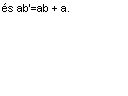 és ab'=ab + a.